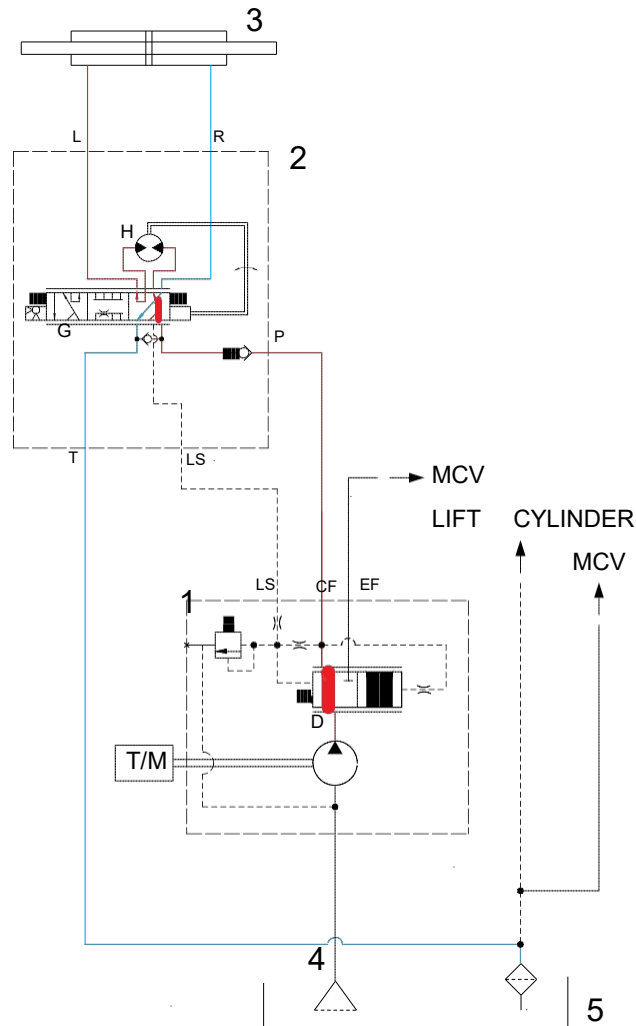 3
L R
2
H
G
P
T LS
MCV
LIFT CYLINDER
MCV
LS CF EF
1
D
T/M
4
5